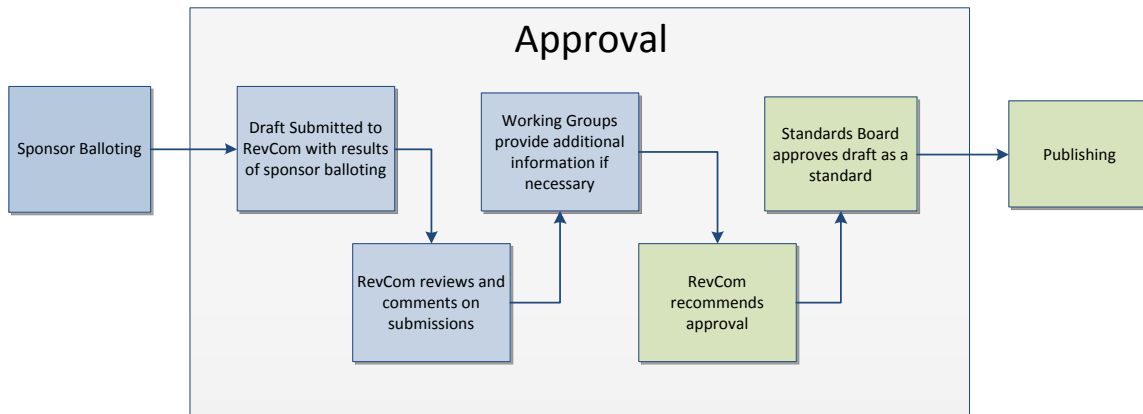 Approval
Sponsor Balloting
Draft Submitted to
RevCom with results
of sponsor balloting
RevCom reviews and
comments on
submissions
Working Groups
provide additional
information if
necessary
RevCom
recommends
approval
Standards Board
approves draft as a
standard
Publishing